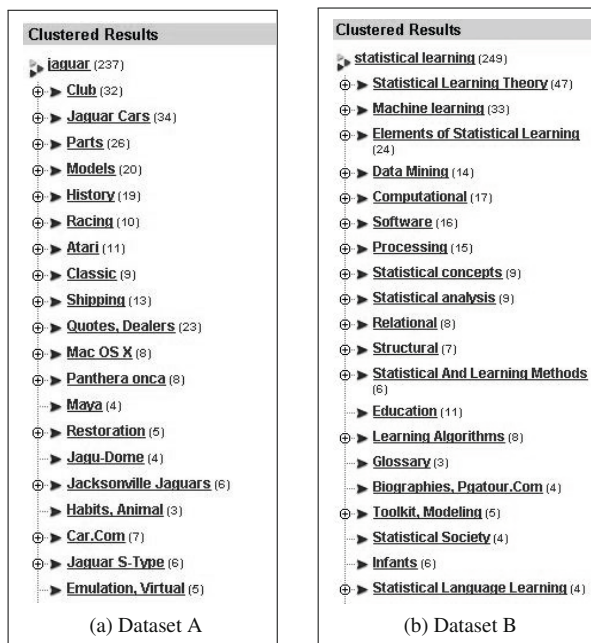 Clustered Results
jaguar (237)
Club (32)
Jaguar Cars (34)
Parts (26)
Models (20)
History (19)
Racing (10)
Atari (11)
Classic (9)
Shipping (13)
Quotes, Dealers (23)
Mac OS X (8)
Panthera onca (8)
Maya (4)
Restoration (5)
Jagu-Dome (4)
Jacksonville Jaguars (6)
Habits, Animal (3)
Car.Com (7)
Jaguar S-Type (6)
Emulation, Virtual (5)
(a) Dataset A
Clustered Results
statistical learning (249)
Statistical Learning Theory (47)
Machine learning (33)
Elements of Statistical Learning
(24)
Data Mining (14)
Computational (17)
Software (16)
Processing (15)
Statistical concepts (9)
Statistical analysis (9)
Relational (8)
Structural (7)
Statistical And Learning Methods
(6)
Education (11)
Learning Algorithms (8)
Glossary (3)
Biographies, Pgatour.Com (4)
Toolkit, Modeling (5)
Statistical Society (4)
Infants (6)
Statistical Language Learning (4)
(b) Dataset B